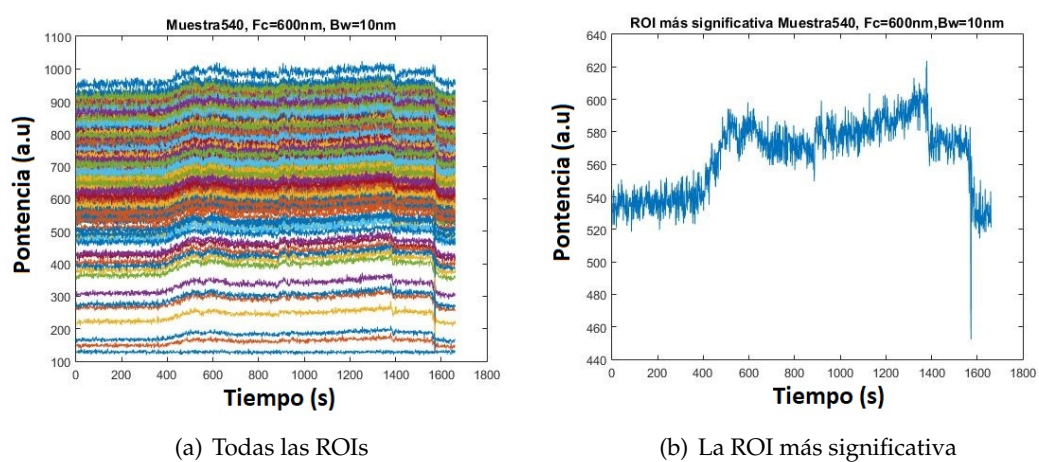 Muestra540, Fc=600nm, Bw=10nm
1100
1000
900
800
700
600
500
400
300
200
100
Pontencia (a.u)
0 200 400 600 800 1000 1200 1400 1600 1800
Tiempo (s)
(a) Todas las ROIs
ROI más significativa Muestra540, Fc=600nm,Bw=10nm
640
620
600
580
560
540
520
500
480
460
440
Pontencia (a.u)
0 200 400 600 800 1000 1200 1400 1600 1800
Tiempo (s)
(b) La ROI más significativa